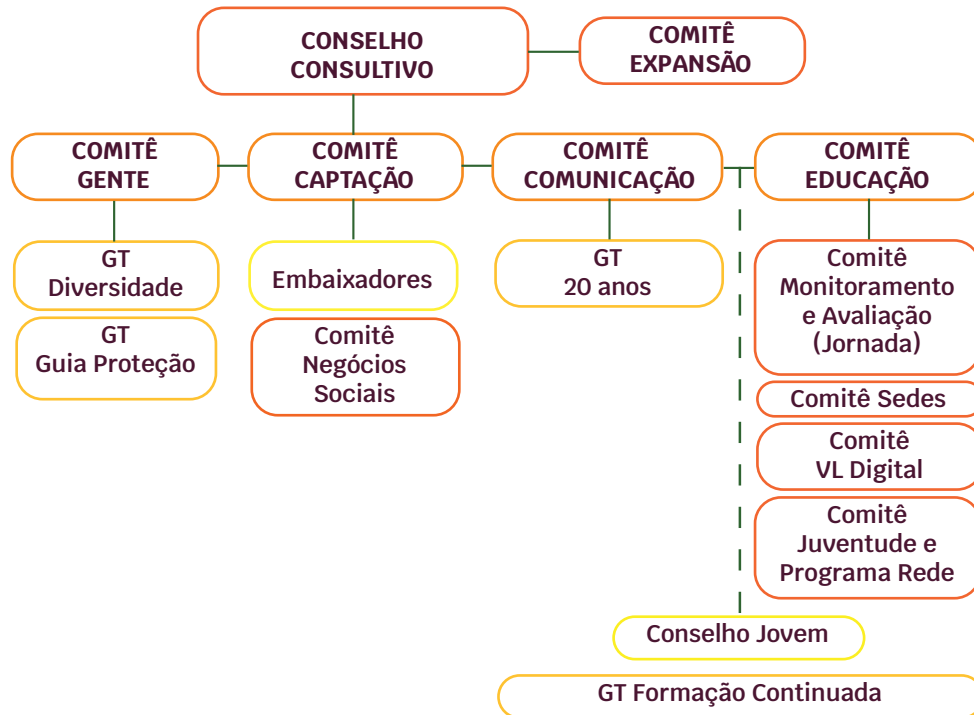 CONSELHO
CONSULTIVO
COMITÊ
EXPANSÃO
COMITÊ
GENTE
COMITÊ
CAPTAÇÃO
COMITÊ
COMUNICAÇÃO
COMITÊ
EDUCAÇÃO
GT
Diversidade
GT
Guia Proteção
Embaixadores
Comitê
Negócios
Sociais
GT
20 anos
Comitê
Monitoramento
e Avaliação
(Jornada)
Comitê Sedes
Comitê
VL Digital
Comitê
Juventude e
Programa Rede
Conselho Jovem
GT Formação Continuada